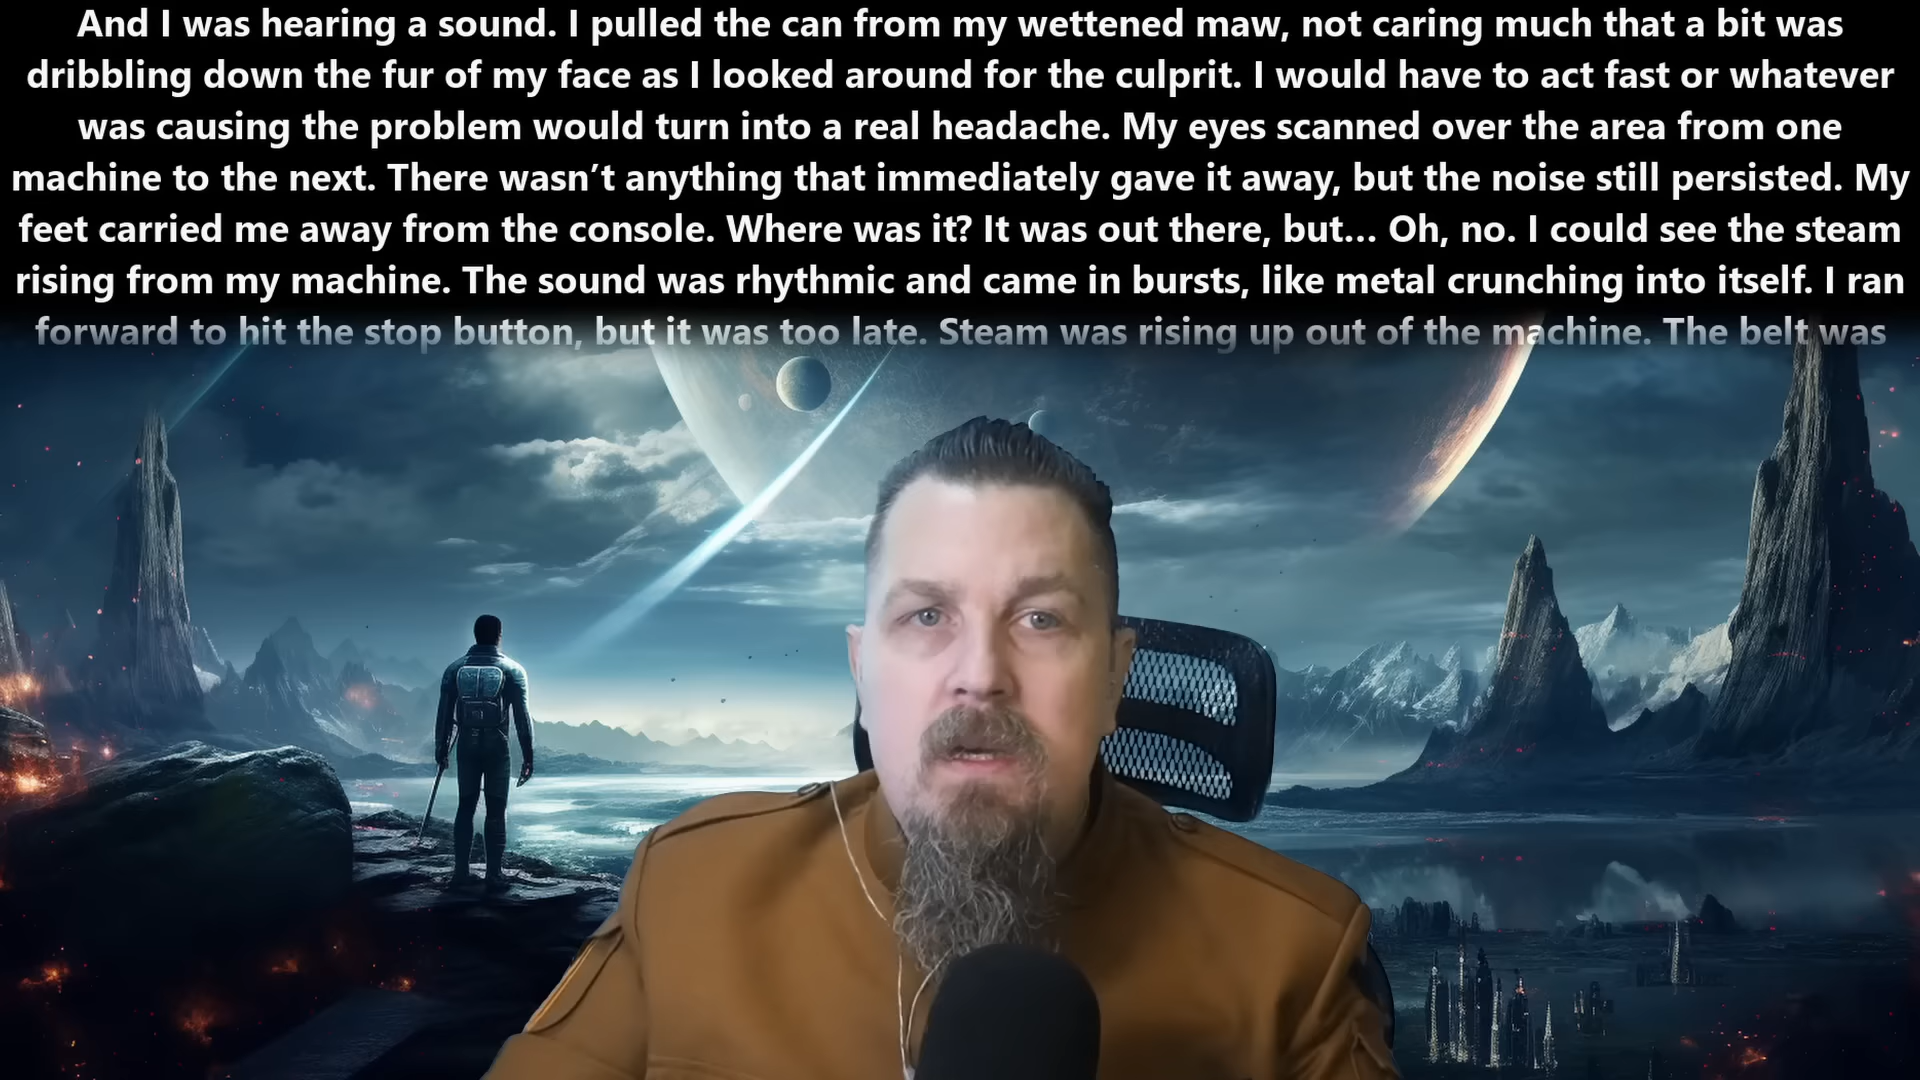 And I was hearing a sound. I pulled the can from my wettened maw, not caring much that a bit was
dribbling down the fur of my face as I looked around for the culprit. I would have to act fast or whatever
was causing the problem would turn into a real headache. My eyes scanned over the area from one
machine to the next. There wasn’t anything that immediately gave it away, but the noise still persisted. My
feet carried me away from the console. Where was it? It was out there, but... Oh, no. I could see the steam
rising from my machine. The sound was rhythmic and came in bursts, like metal crunching into itself. I ran
forward to hit the stop button, but it was too late. Steam was rising up out of the machine. The belt was